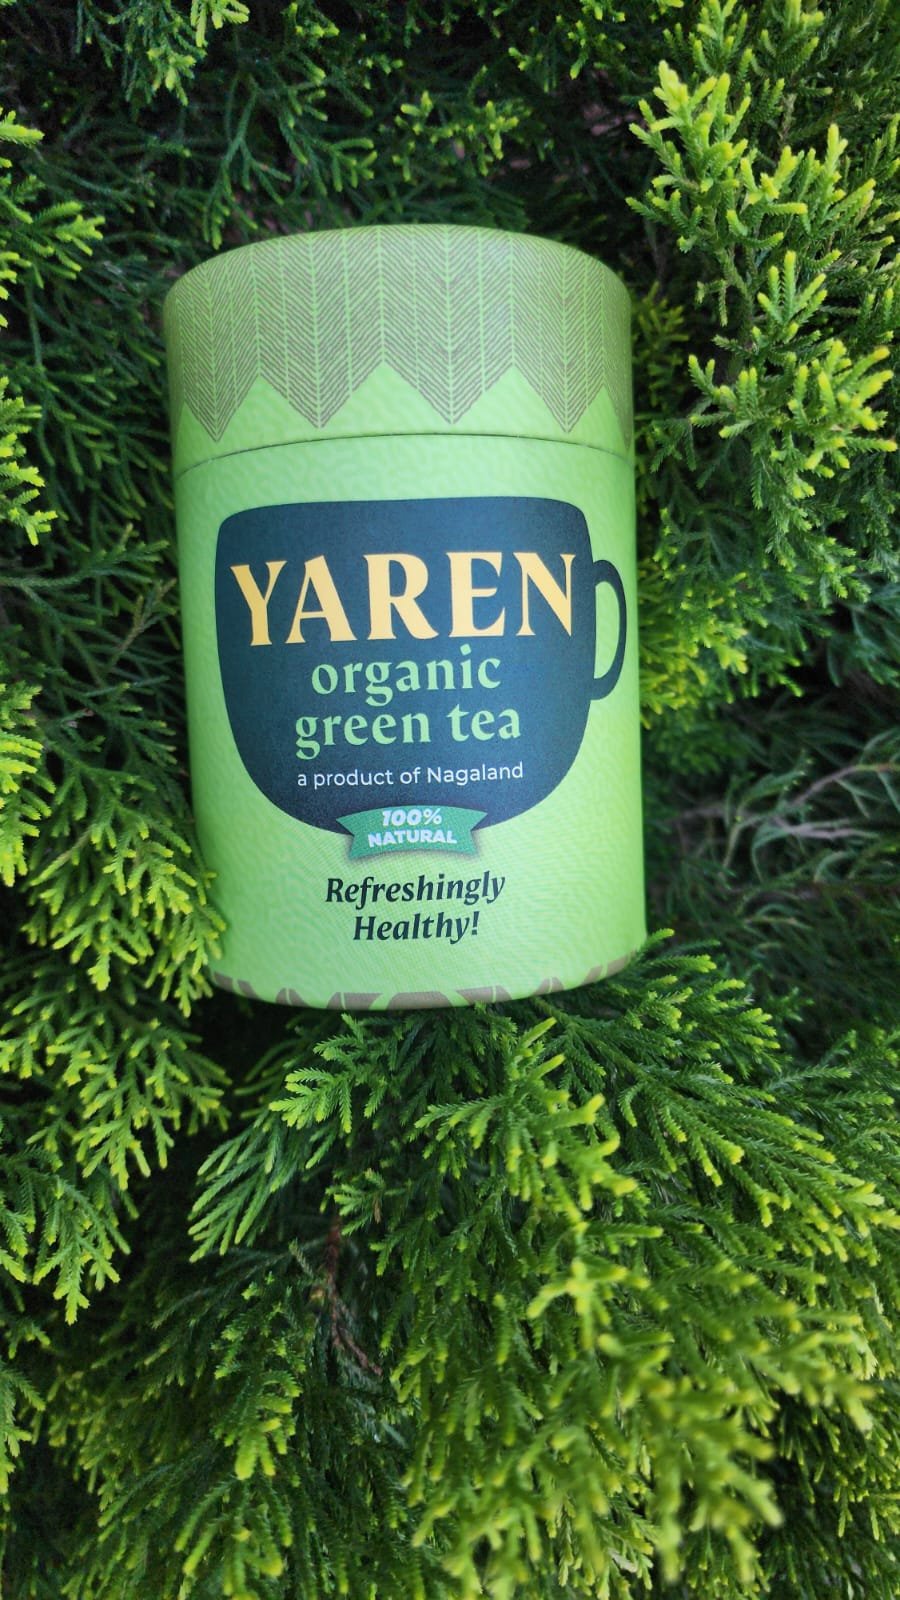 YAREN
organic
green tea
a product of Nagaland
100%
NATURAL
Refreshingly
Healthy!